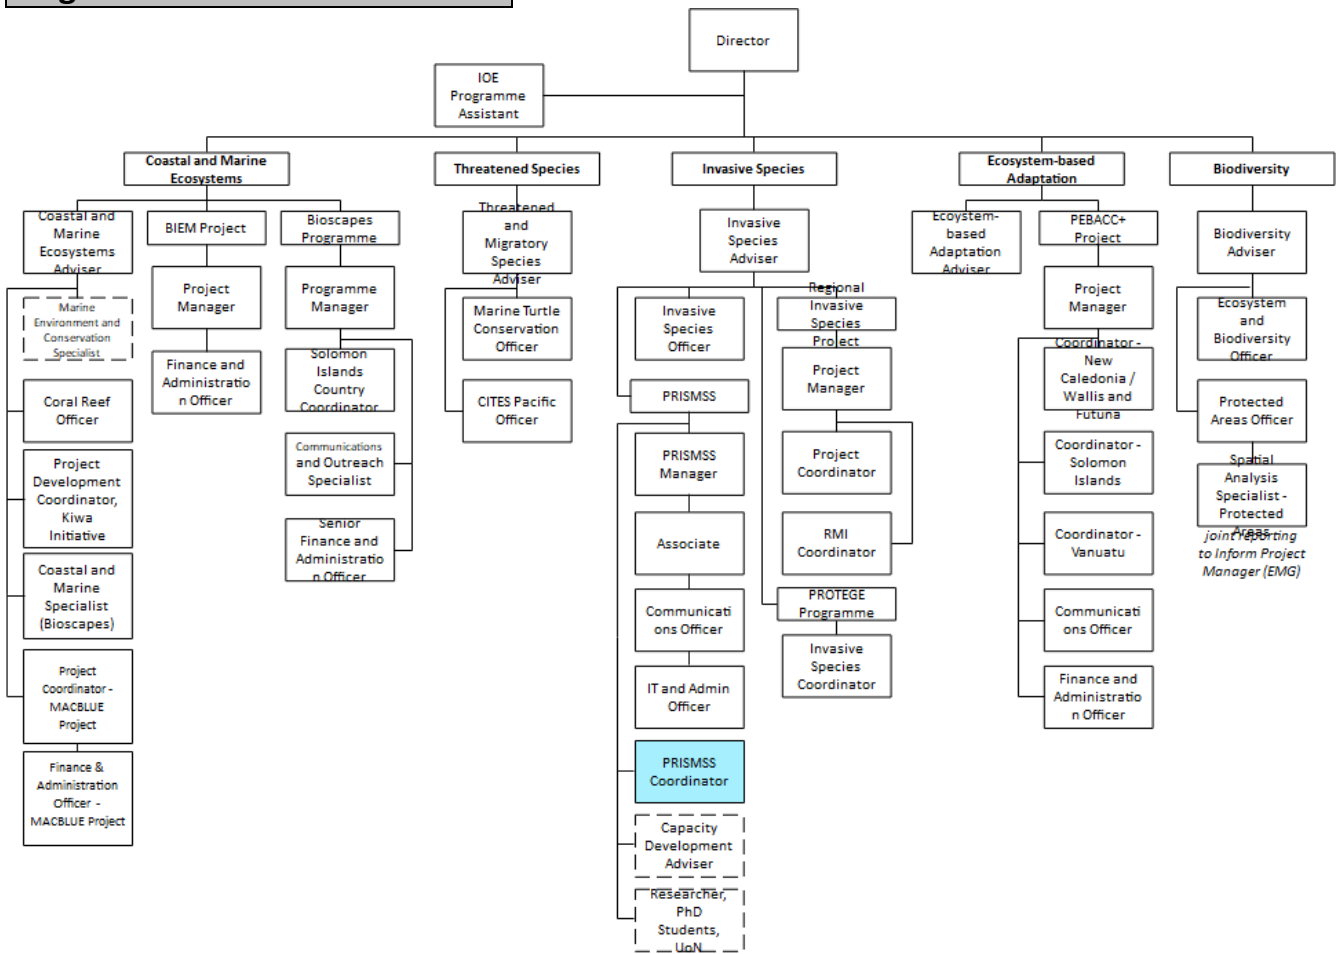 Director
IOE
Programme
Assistant
Coastal and Marine
Ecosystems
Threatened Species
Invasive Species
Ecosystem-based
Adaptation
Biodiversity
Coastal and
Marine
Ecosystems
Adviser
Marine
Environment and
Conservation
Specialist
Coral Reef
Officer
Project
Development
Coordinator,
Kiwa
Initiative
Coastal and
Marine
Specialist
(Bioscapes)
Project
Coordinator -
MACBLUE
Project
Finance &
Administration
Officer -
MACBLUE Project
BIEM Project
Project
Manager
Finance and
Administratio
n Officer
Bioscapes
Programme
Programme
Manager
Solomon
Islands
Country
Coordinator
Communications
and Outreach
Specialist
Senior
Finance and
Administratio
n Officer
Threatened
and
Migratory
Species
Adviser
Marine Turtle
Conservation
Officer
CITES Pacific
Officer
Invasive
Species
Adviser
Invasive
Species
Officer
PRISMSS
PRISMSS
Manager
Associate
Communicati
ons Officer
IT and Admin
Officer
PRISMSS
Coordinator
Capacity
Development
Adviser
Researcher,
PhD
Students,
UoN
Regional
Invasive
Species
Project
Project
Manager
Project
Coordinator
RMI
Coordinator
PROTEGE
Programme
Invasive
Species
Coordinator
Ecoystem-
based
Adaptation
Adviser
PEBACC+
Project
Project
Manager
Coordinator -
New
Caledonia /
Wallis and
Futuna
Coordinator -
Solomon
Islands
Coordinator -
Vanuatu
Communicati
ons Officer
Finance and
Administratio
n Officer
Biodiversity
Adviser
Ecosystem
and
Biodiversity
Officer
Protected
Areas Officer
Spatial
Analysis
Specialist -
Protected
Areas
joint reporting
to Inform Project
Manager (EMG)